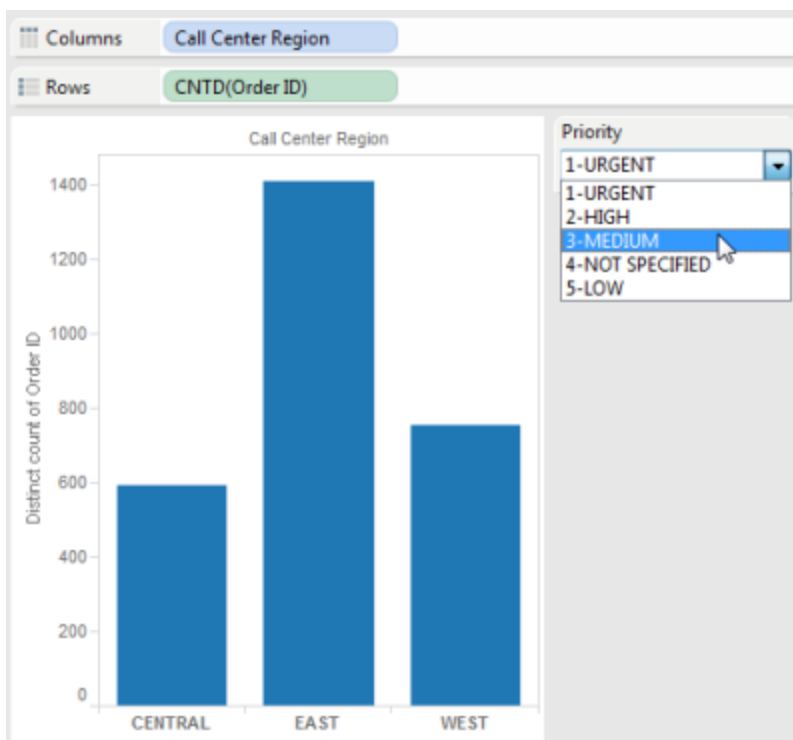 Columns Call Center Region
Rows CNTD(Order ID)
Call Center Region
Distinct count of Order ID
1400
1200
1000
800
600
400
200
0
CENTRAL EAST WEST
Priority
1-URGENT
1-URGENT
2-HIGH
3-MEDIUM
4-NOT SPECIFIED
5-LOW